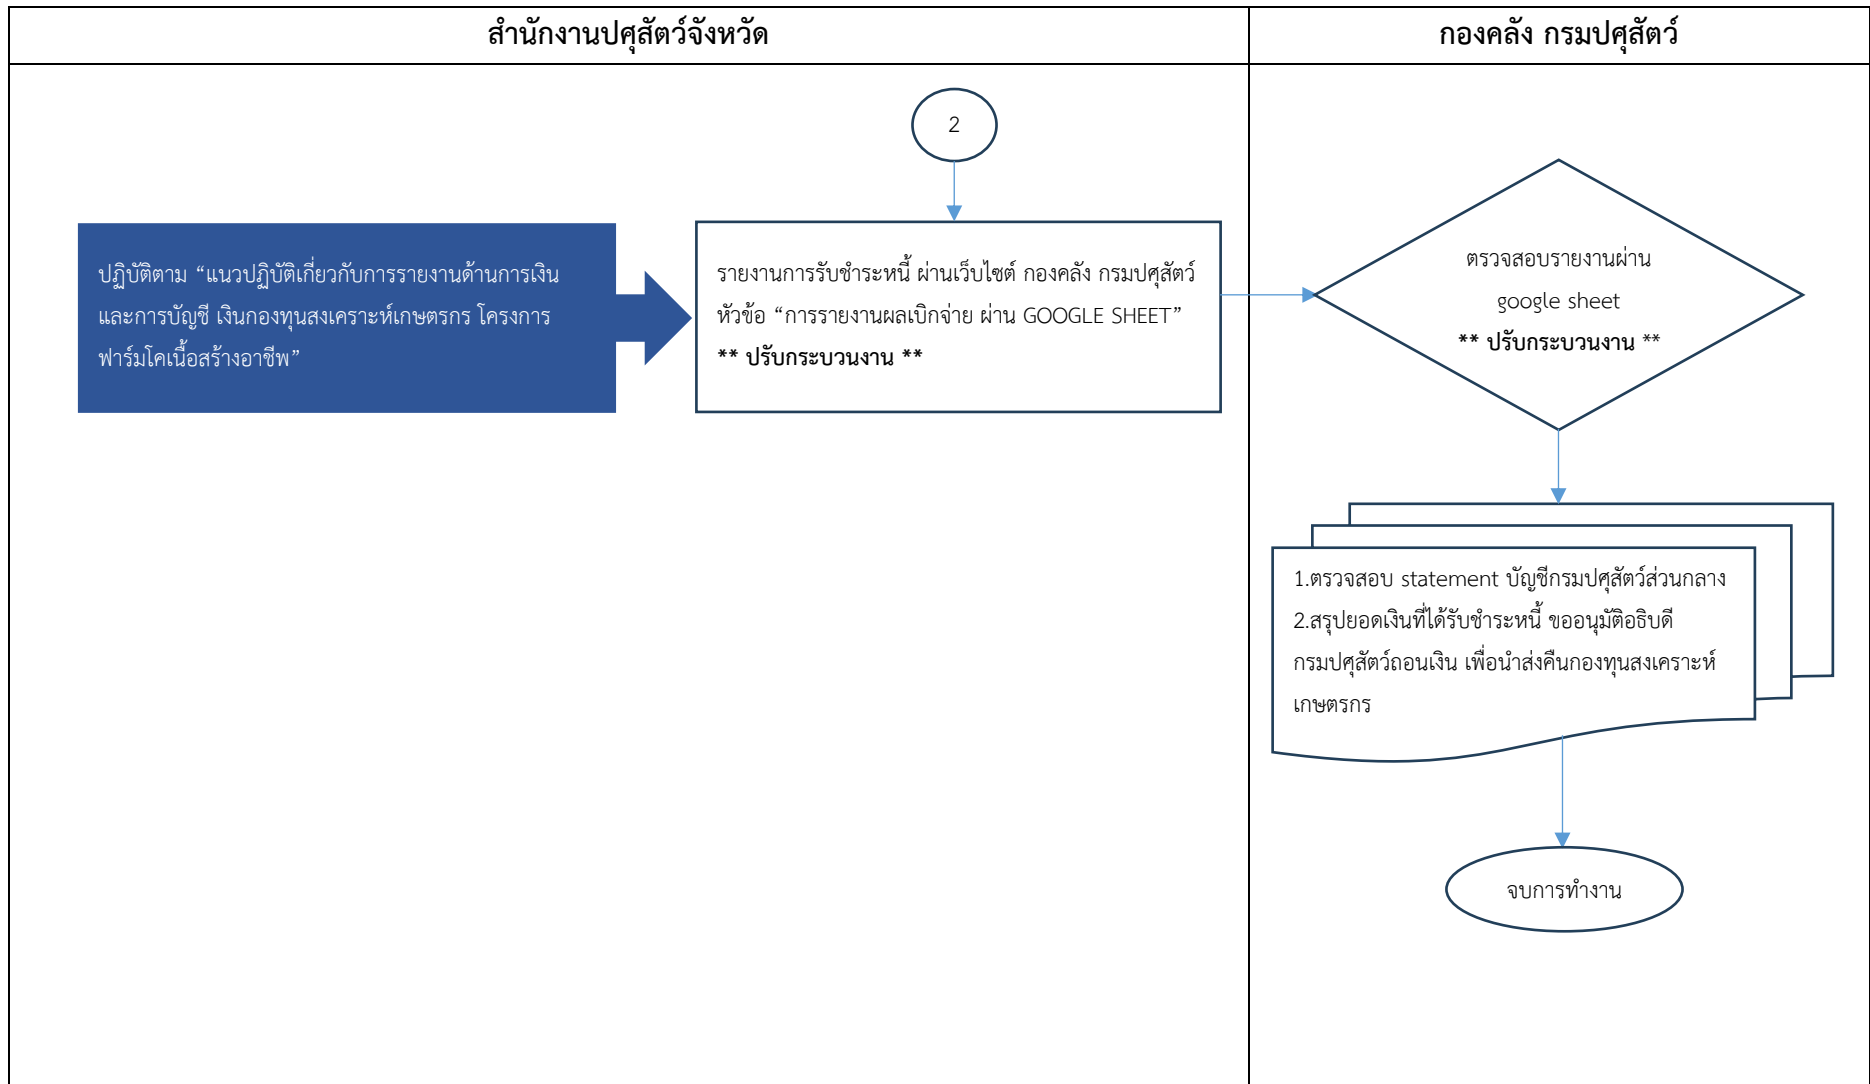 สำนักงานปศุสัตว์จังหวัด
กองคลัง กรมปศุสัตว์
2
ปฏิบัติตาม “แนวปฏิบัติเกี่ยวกับการรายงานด้านการเงิน
และการบัญชี เงินกองทุนสงเคราะห์เกษตรกร โครงการ
ฟาร์มโคเนื้อสร้างอาชีพ”
รายงานการรับชำระหนี้ ผ่านเว็บไซต์ กองคลัง กรมปศุสัตว์
หัวข้อ “การรายงานผลเบิกจ่าย ผ่าน GOOGLE SHEET”
** ปรับกระบวนงาน **
ตรวจสอบรายงานผ่าน
google sheet
** ปรับกระบวนงาน **
1.ตรวจสอบ statement บัญชีกรมปศุสัตว์ส่วนกลาง
2.สรุปยอดเงินที่ได้รับชำระหนี้ ขออนุมัติอธิบดี
กรมปศุสัตว์ถอนเงิน เพื่อนำส่งคืนกองทุนสงเคราะห์
เกษตรกร
จบการทำงาน